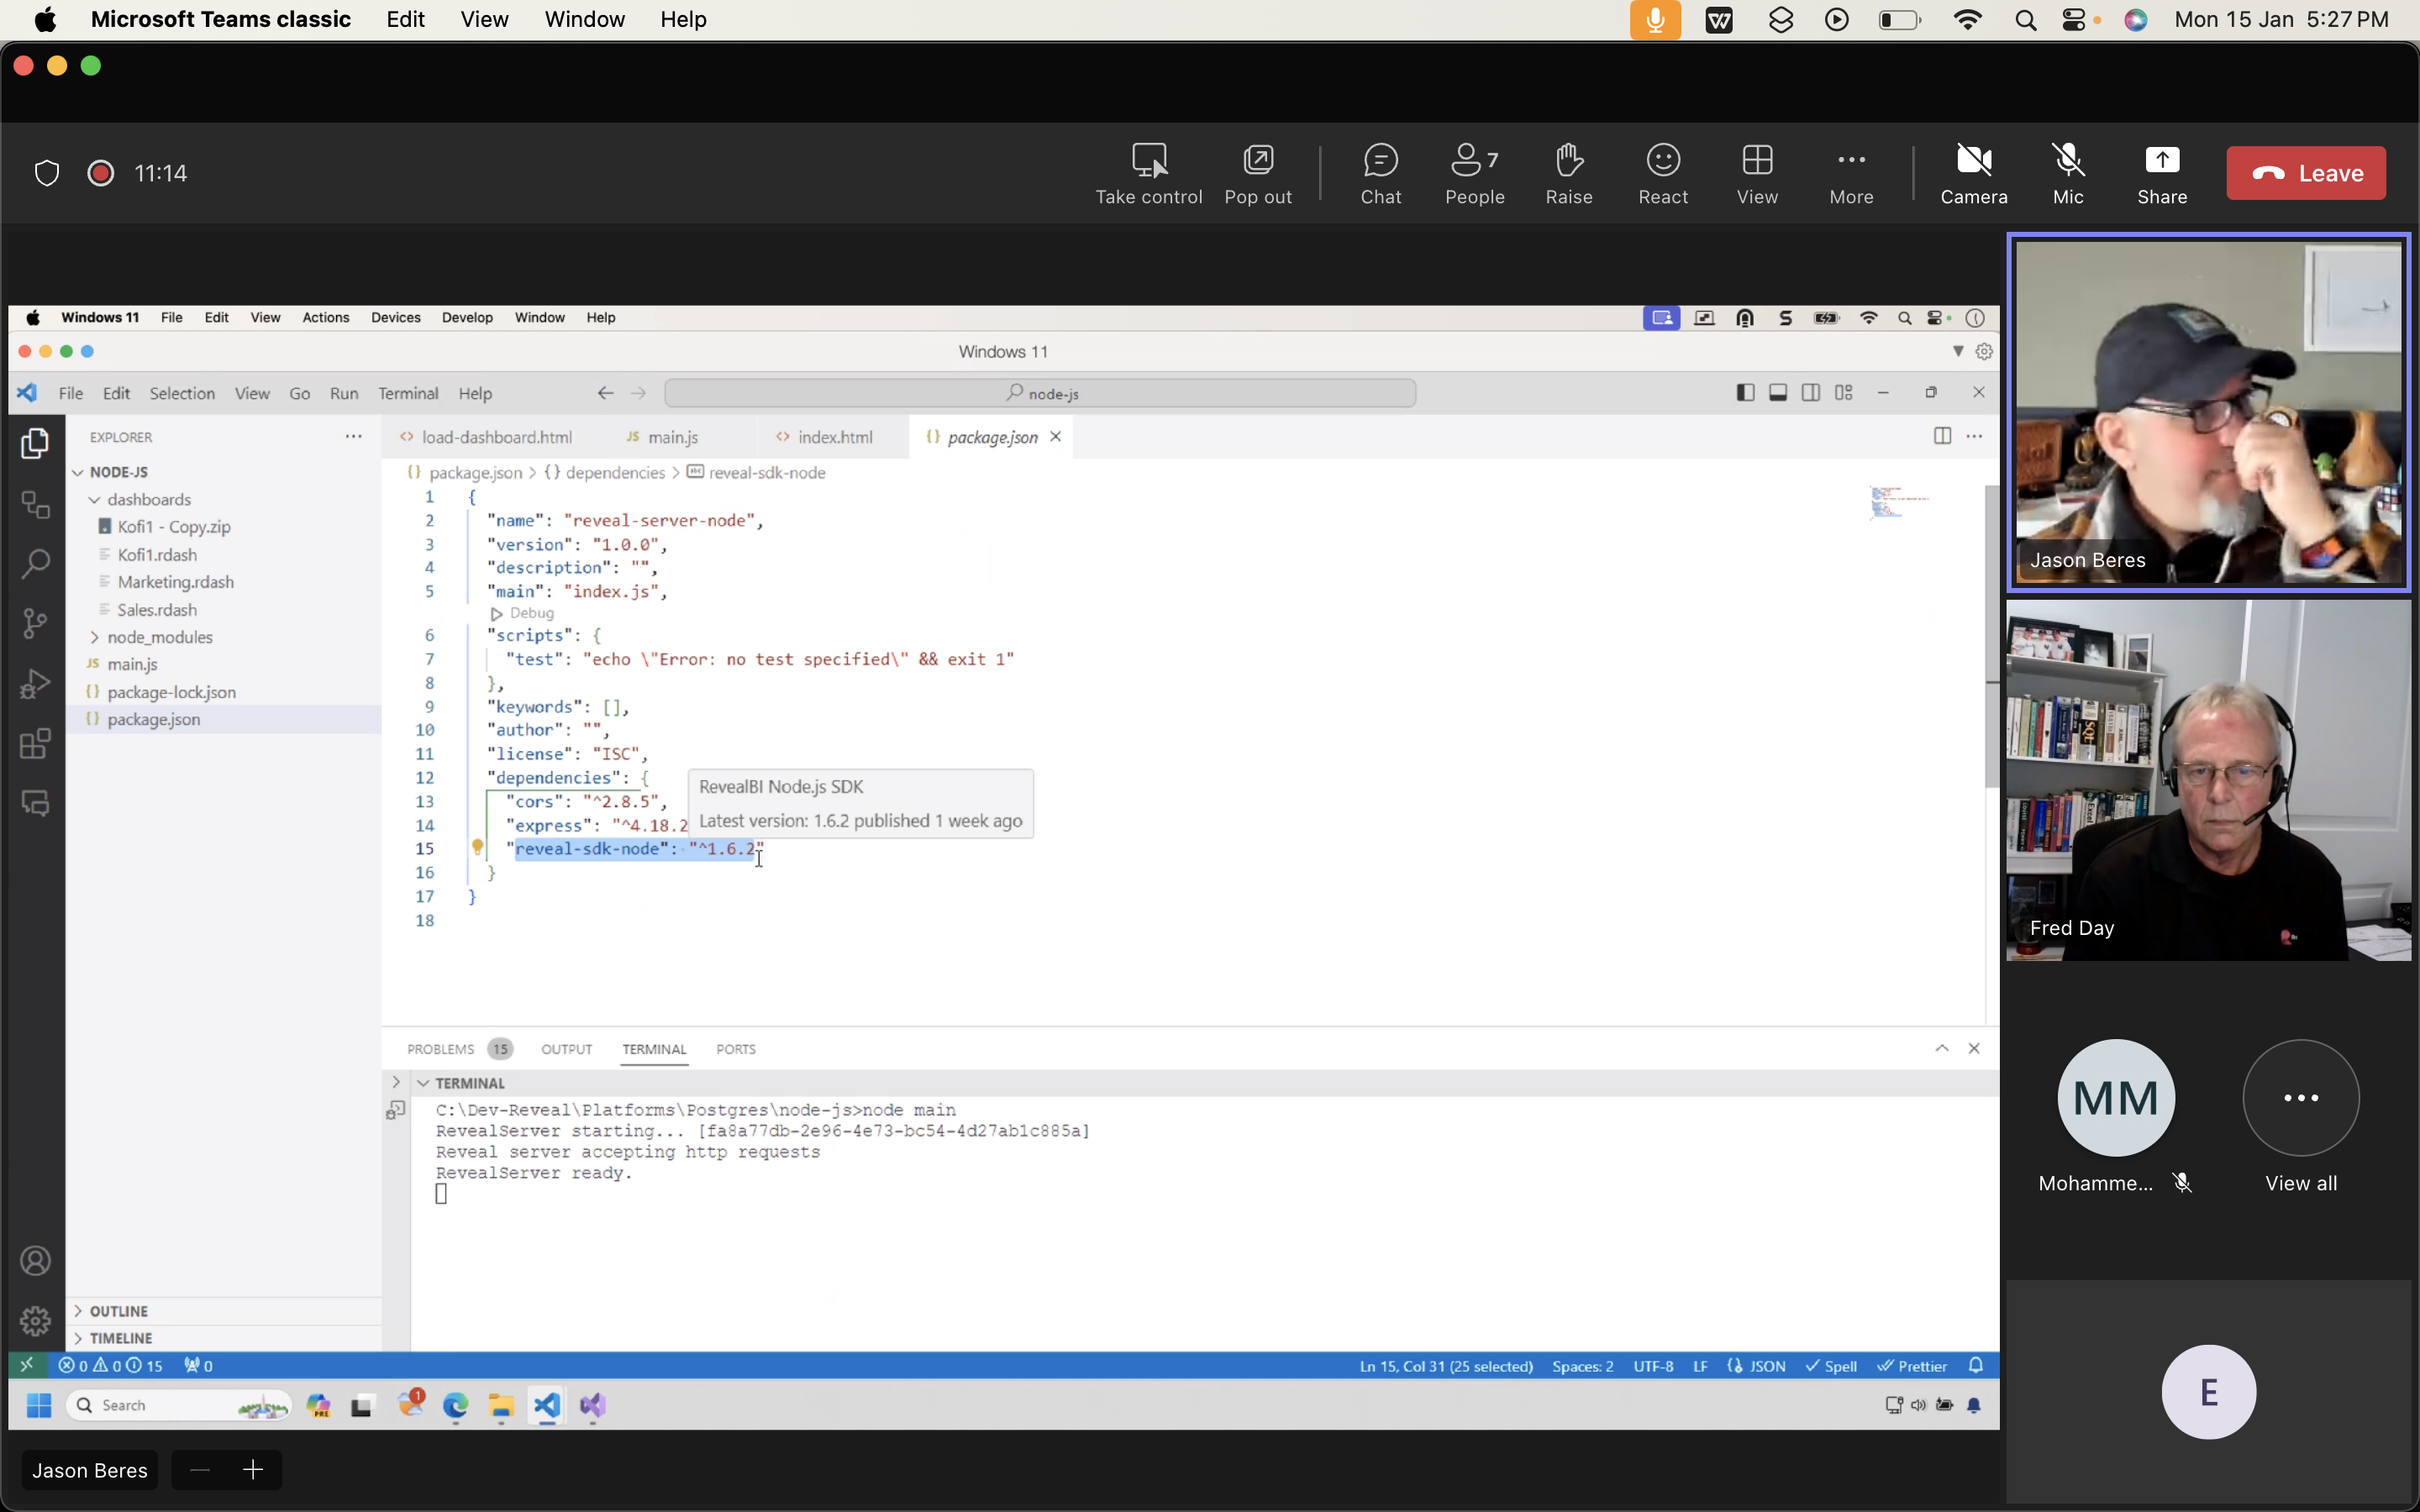 Microsoft Teams classic Edit View Window Help
Mon 15 Jan 5:27 PM
11:14
Take control Pop out Chat 7 People Raise React View More Camera Mic Share Leave
Windows 11 File Edit View Actions Devices Develop Window Help
Windows 11
File Edit Selection View Go Run Terminal Help
node-js
EXPLORER
NODE-JS
dashboards
Kofi1 - Copy.zip
Kofi1.rdash
Marketing.rdash
Sales.rdash
node_modules
JS main.js
{} package-lock.json
{} package.json
OUTLINE
TIMELINE
<> load-dashboard.html JS main.js <> index.html {} package.json
{} package.json > {} dependencies > reveal-sdk-node
1 {
2 "name": "reveal-server-node",
3 "version": "1.0.0",
4 "description": "",
5 "main": "index.js",
Debug
6 "scripts": {
7 "test": "echo \"Error: no test specified\" && exit 1"
8 },
9 "keywords": [],
10 "author": "",
11 "license": "ISC",
12 "dependencies": {
13 "cors": "^2.8.5",
14 "express": "^4.18.2
15 "reveal-sdk-node": "^1.6.2"
16 }
17 }
18
RevealBI Node.js SDK
Latest version: 1.6.2 published 1 week ago
PROBLEMS 15 OUTPUT TERMINAL PORTS
TERMINAL
C:\Dev-Reveal\Platforms\Postgres\node-js>node main
RevealServer starting... [fa8a77db-2e96-4e73-bc54-4d27ab1c885a]
Reveal server accepting http requests
RevealServer ready.
0 0 15 0
Ln 15, Col 31 (25 selected) Spaces: 2 UTF-8 LF {} JSON Spell Prettier
Search
PRE
1
Jason Beres
Jason Beres
Fred Day
MM
Mohamme...
View all
E